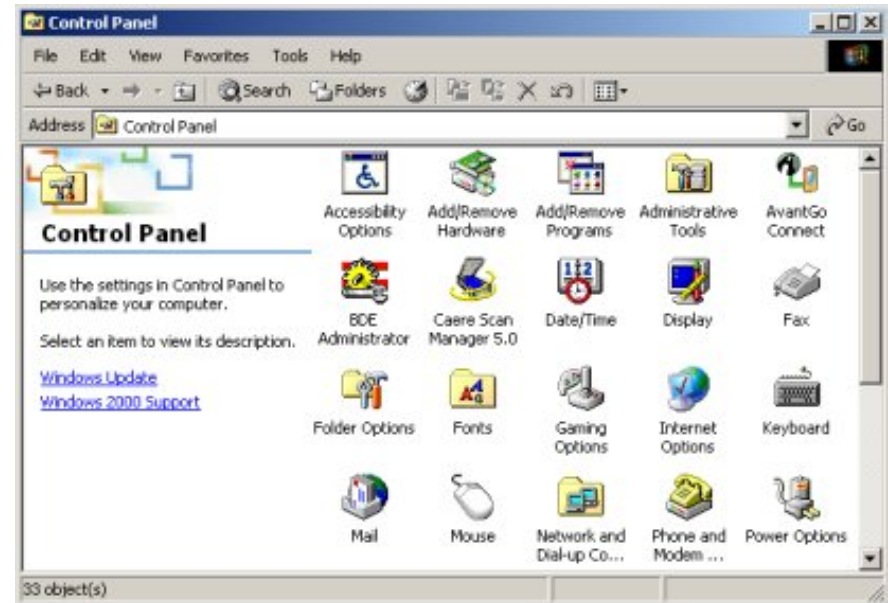 Control Panel
File Edit View Favorites Tools Help
Back Search Folders
Address Control Panel Go
Control Panel
Use the settings in Control Panel to
personalize your computer.
Select an item to view its description.
Windows Update
Windows 2000 Support
Accessibility
Options
Add/Remove
Hardware
Add/Remove
Programs
Administrative
Tools
AvantGo
Connect
BDE
Administrator
Caere Scan
Manager 5.0
Date/Time
Display
Fax
Folder Options
Fonts
Gaming
Options
Internet
Options
Keyboard
Mail
Mouse
Network and
Dial-up Co...
Phone and
Modem ...
Power Options
33 object(s)